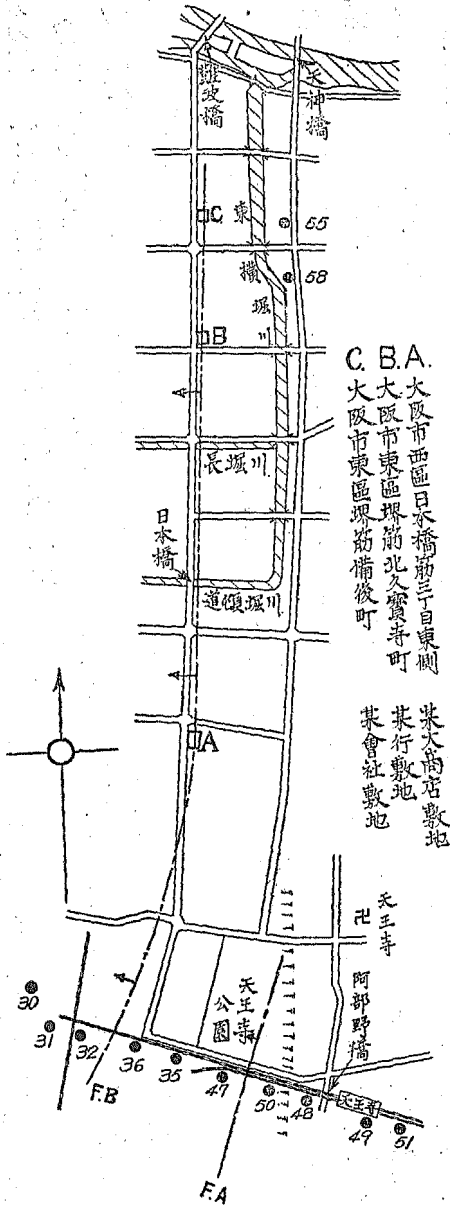 難波橋
天神橋
C
東横堀川
55
58
B
C. B. A.
大阪市西區日本橋筋三丁目東側 某大商店敷地
大阪市東區堺筋北久寶寺町 某行敷地
大阪市東區堺筋備後町 某會社敷地
長堀川
日本橋
道頓堀川
A
卍
天王寺
阿部野橋
天王寺公園
30
31
32
36
35
47
50
48
天王寺
49
51
F.B
F.A